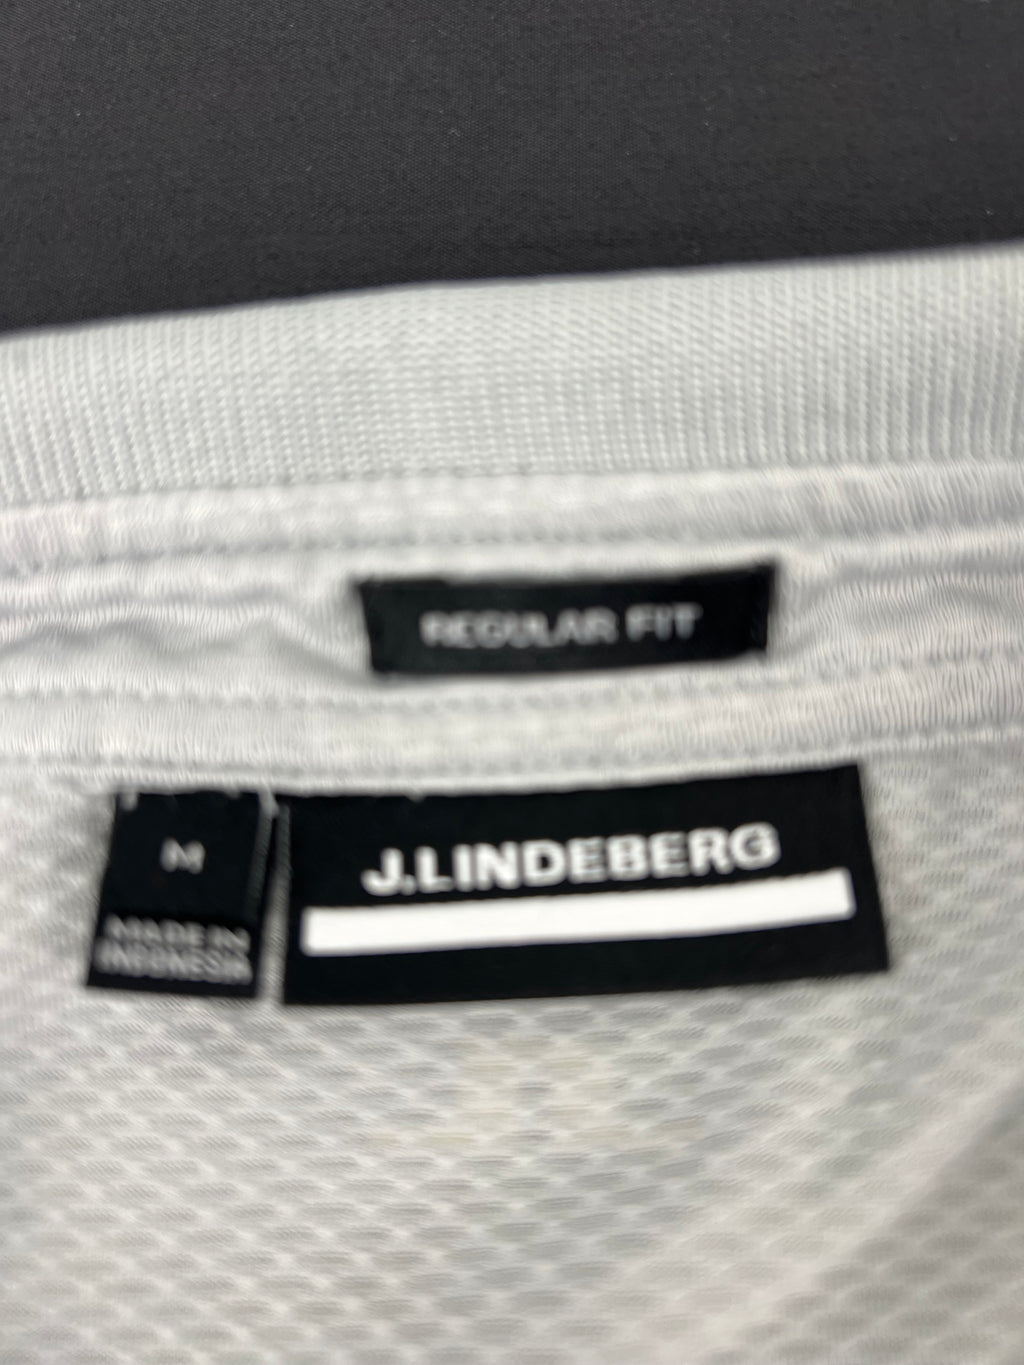 REGULAR FIT
M
MADE IN
INDONESIA
J.LINDEBERG